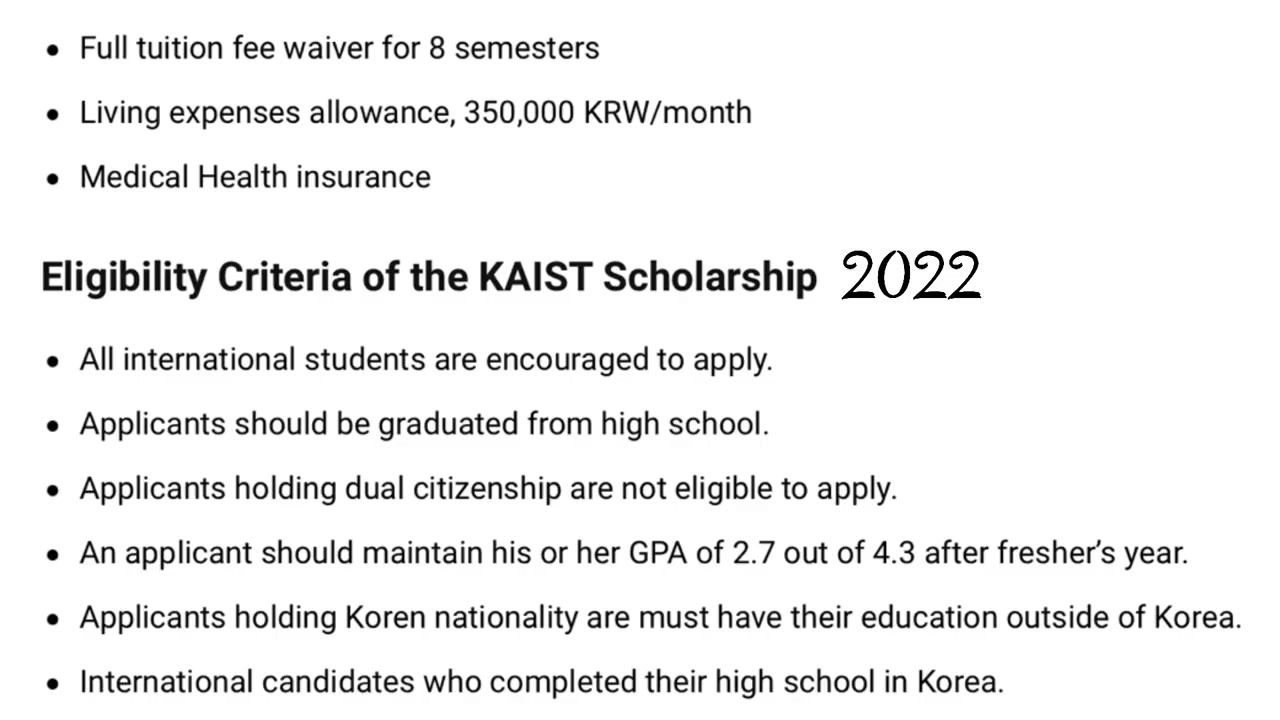 • Full tuition fee waiver for 8 semesters
• Living expenses allowance, 350,000 KRW/month
• Medical Health insurance
Eligibility Criteria of the KAIST Scholarship 2022
• All international students are encouraged to apply.
• Applicants should be graduated from high school.
• Applicants holding dual citizenship are not eligible to apply.
• An applicant should maintain his or her GPA of 2.7 out of 4.3 after fresher’s year.
• Applicants holding Koren nationality are must have their education outside of Korea.
• International candidates who completed their high school in Korea.